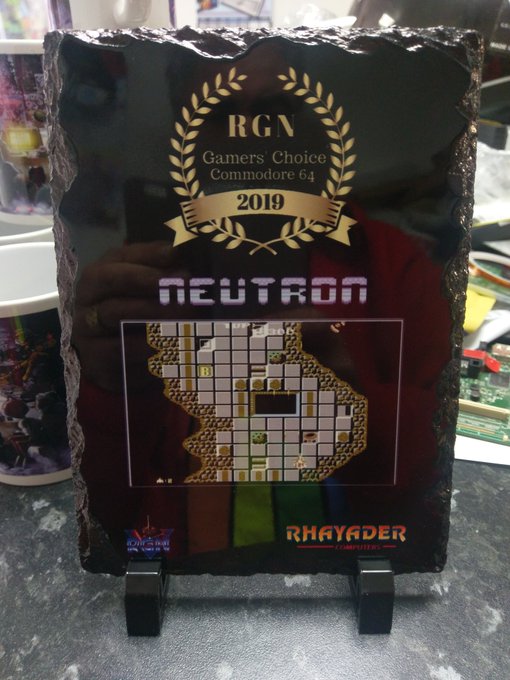 RGN
Gamers' Choice
Commodore 64
2019
NEUTRON
B
RHAYADER
COMPUTERS